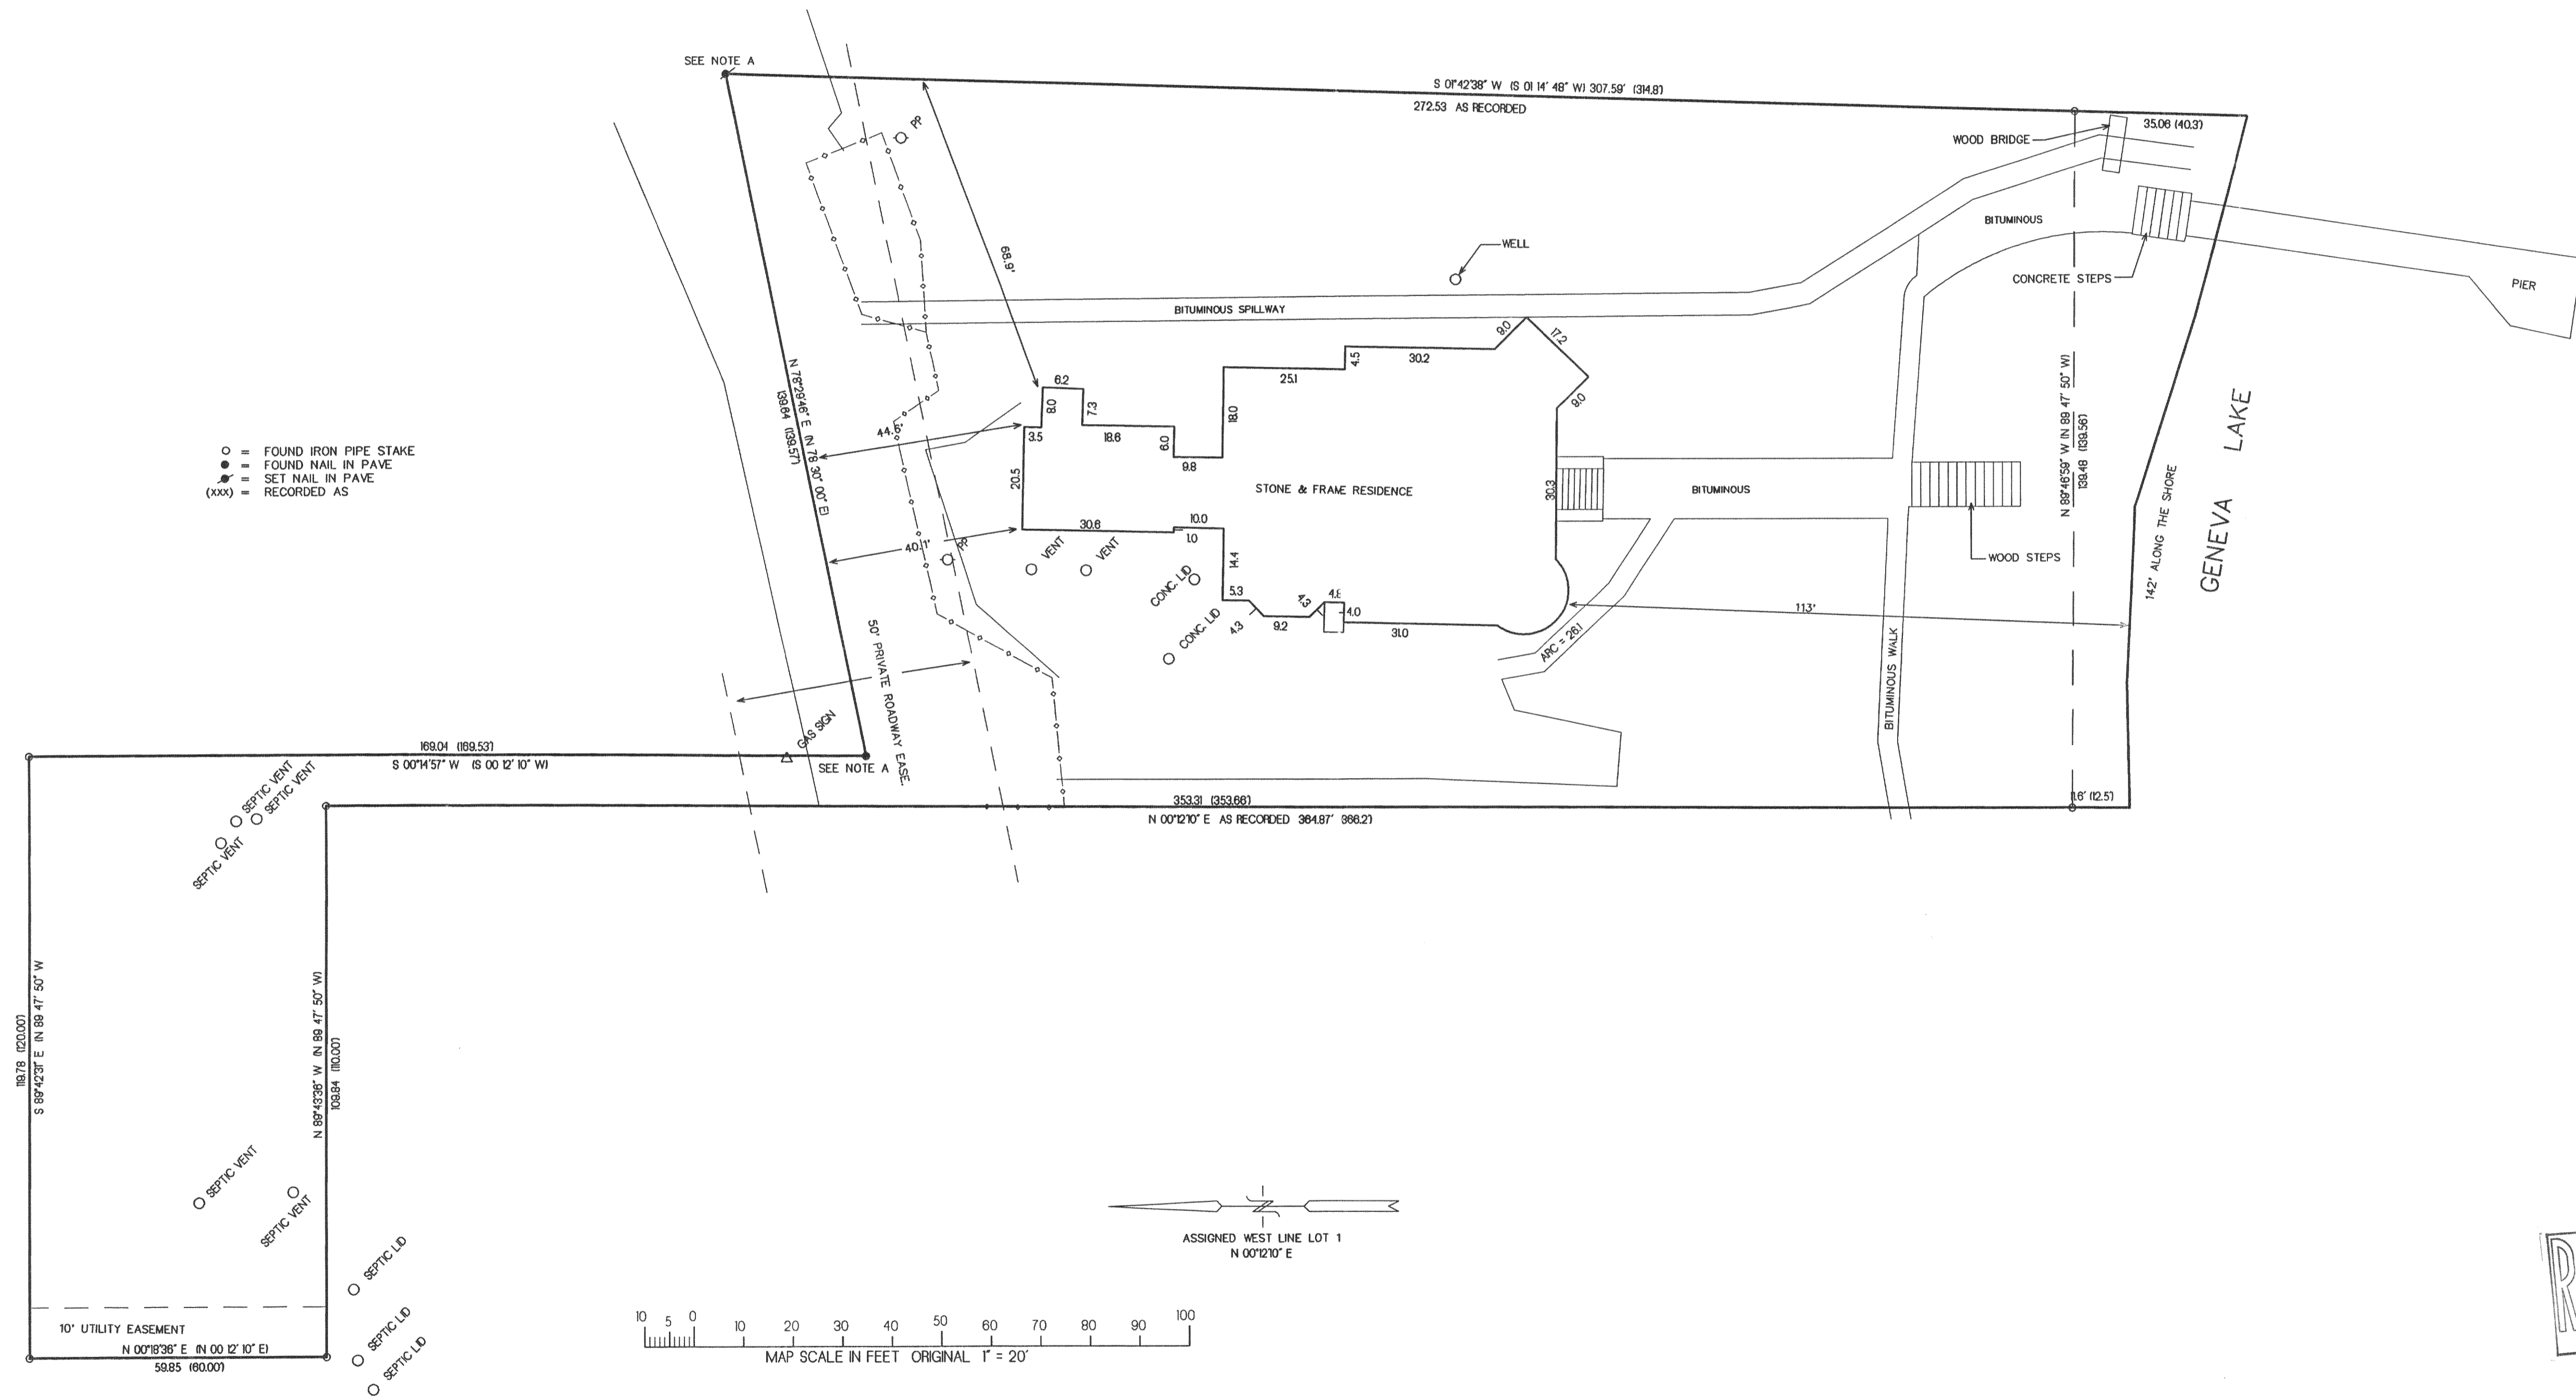 SEE NOTE A
S 01°42'38" W (S 01 14' 48" W) 307.59' (314.8')
272.53 AS RECORDED
35.06 (40.3')
WOOD BRIDGE
PP
BITUMINOUS
WELL
CONCRETE STEPS
PIER
68.9'
BITUMINOUS SPILLWAY
N 78°29'46" E (N 78 30' 00" E)
139.64 (139.57')
9.0
17.2
4.5
30.2
25.1
9.0
6.2
8.0
7.3
18.0
44.6'
3.5
18.6
6.0
9.8
O = FOUND IRON PIPE STAKE
● = FOUND NAIL IN PAVE
= SET NAIL IN PAVE
(XXX) = RECORDED AS
20.5
STONE & FRAME RESIDENCE
30.3
BITUMINOUS
N 89°46'59" W (N 89 47' 50" W)
139.48 (139.56')
142' ALONG THE SHORE
GENEVA LAKE
30.6
10.0
1.0
40.1'
PP
VENT
VENT
14.4
WOOD STEPS
CONC. LID
5.3
4.3
9.2
4.3
4.0
31.0
113'
CONC. LID
ARC = 26.1
BITUMINOUS WALK
50' PRIVATE ROADWAY EASE.
GAS SIGN
169.04 (169.53')
S 00°14'57" W (S 00 12' 10" W)
SEE NOTE A
SEPTIC VENT
SEPTIC VENT
SEPTIC VENT
353.31 (353.66')
N 00°12'10" E AS RECORDED 364.87' (366.2')
11.6' (12.5')
119.78 (120.00')
S 89°42'31" E (N 89 47' 50" W
N 89°43'36" W (N 89 47' 50" W)
109.84 (110.00')
SEPTIC VENT
SEPTIC VENT
SEPTIC LID
SEPTIC LID
SEPTIC LID
ASSIGNED WEST LINE LOT 1
N 00°12'10" E
10 5 0 10 20 30 40 50 60 70 80 90 100
MAP SCALE IN FEET ORIGINAL 1" = 20'
10' UTILITY EASEMENT
N 00°18'36" E (N 00 12' 10" E)
59.85 (60.00')